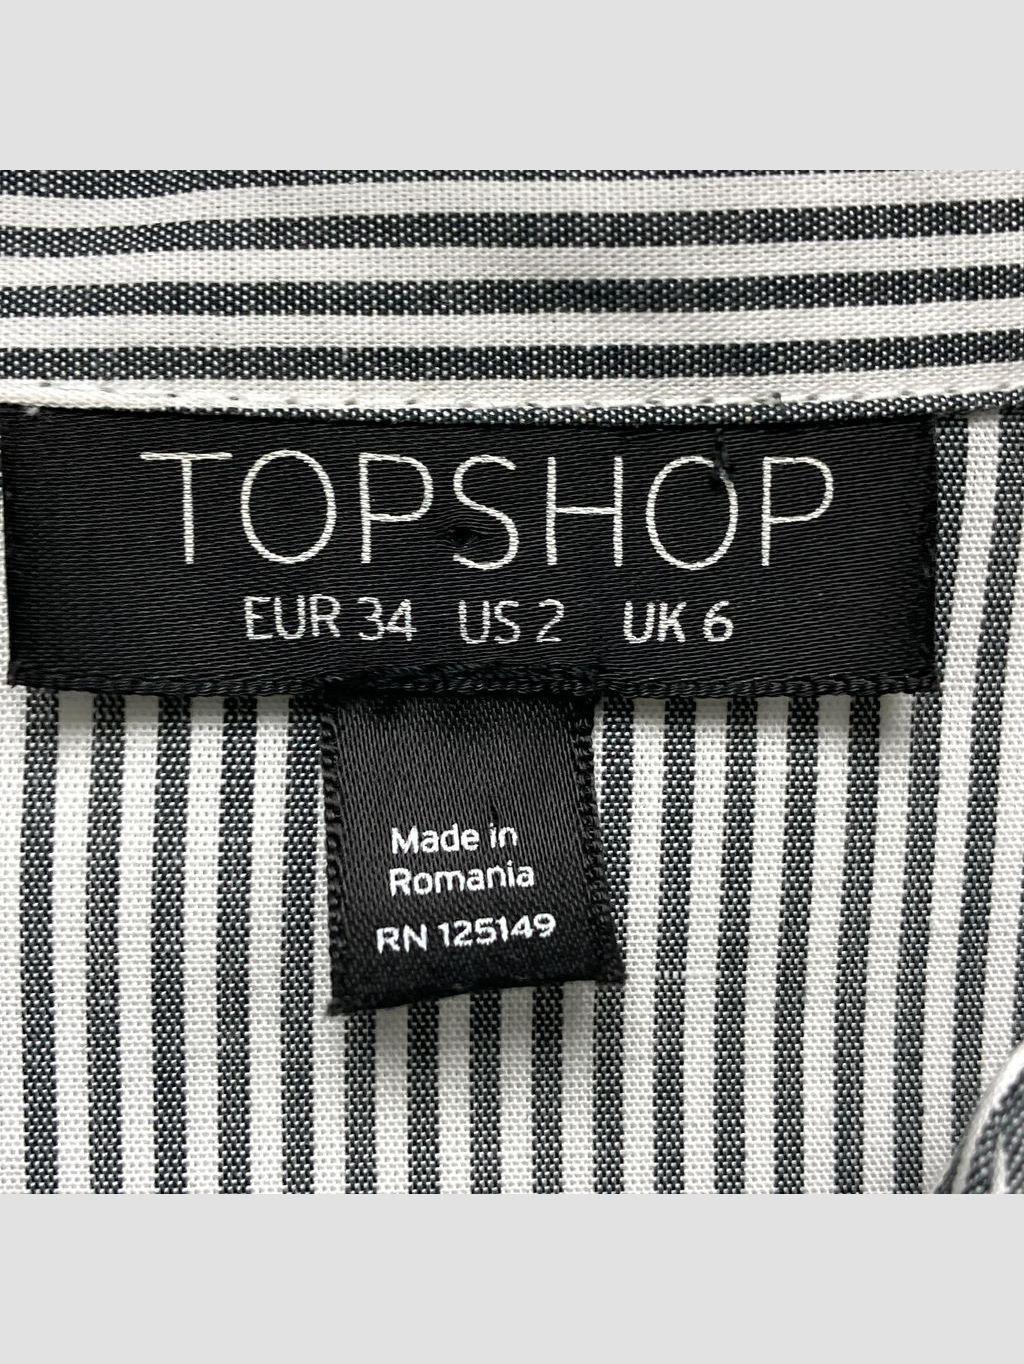 TOPSHOP
EUR 34 US 2 UK 6
Made in
Romania
RN 125149